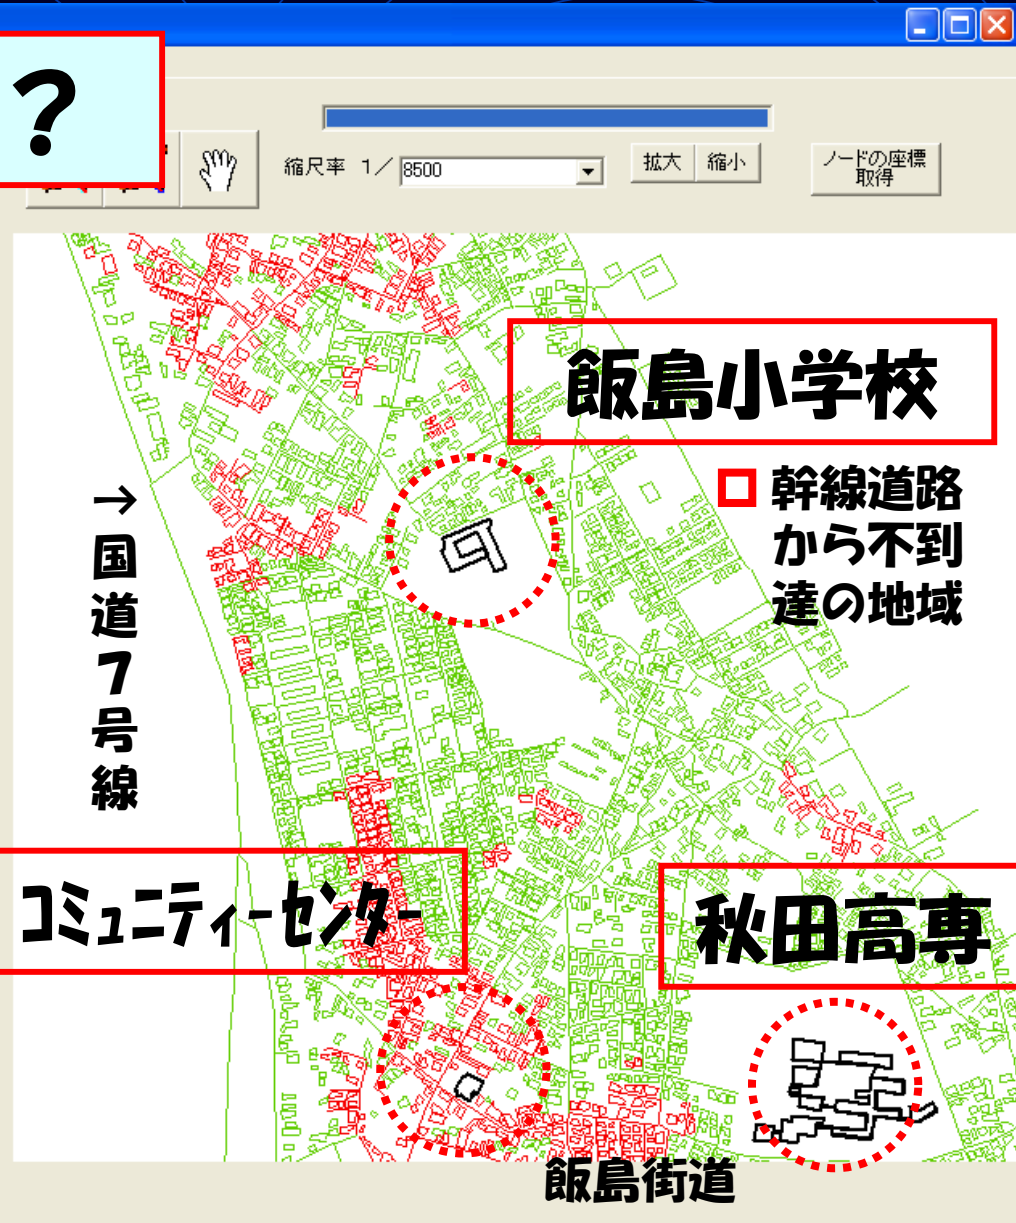 ?
縮尺率 1／ 8500
拡大 縮小
ノードの座標
取得
飯島小学校
幹線道路
から不到
達の地域
→国道7号線
コミュニティーセンター
秋田高専
飯島街道